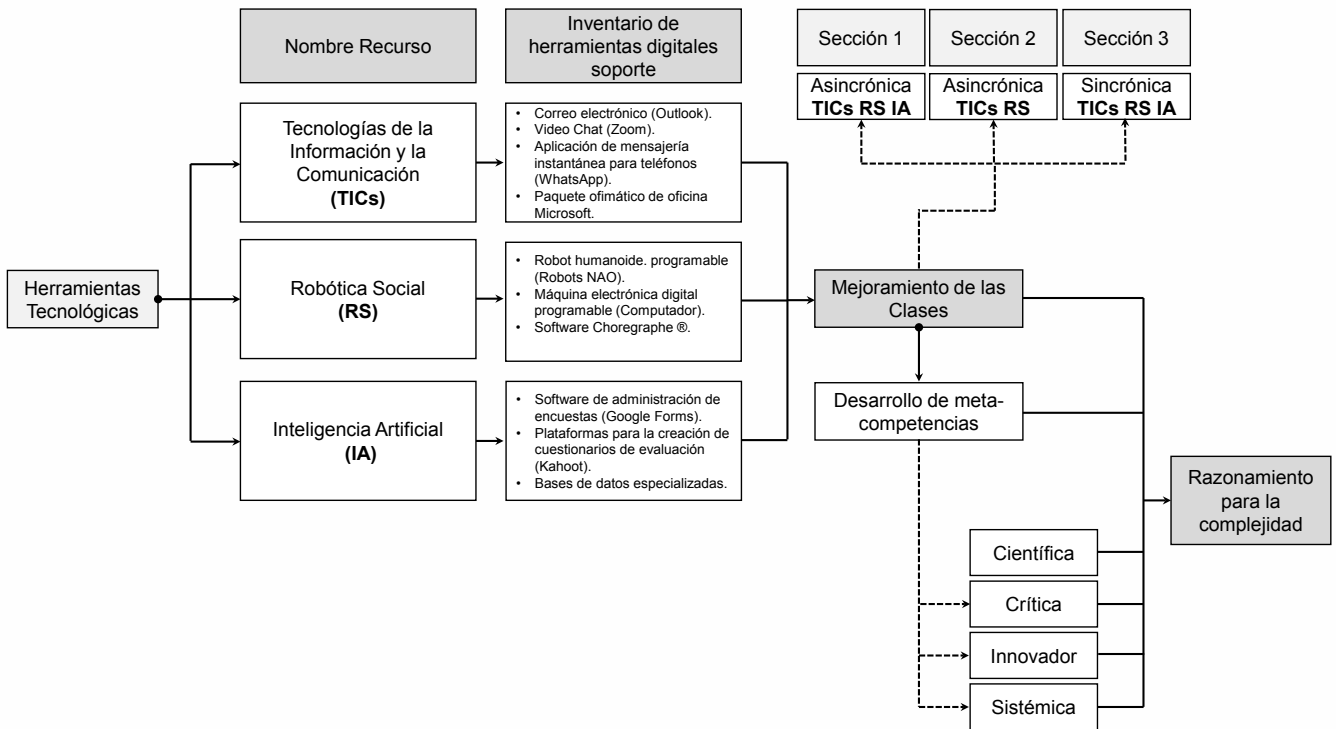 Nombre Recurso
Inventario de
herramientas digitales
soporte
Sección 1
Sección 2
Sección 3
Asincrónica
TICs RS IA
Asincrónica
TICs RS
Sincrónica
TICs RS IA
Tecnologías de la
Información y la
Comunicación
(TICs)
• Correo electrónico (Outlook).
• Video Chat (Zoom).
• Aplicación de mensajería
instantánea para teléfonos
(WhatsApp).
• Paquete ofimático de oficina
Microsoft.
Herramientas
Tecnológicas
Robótica Social
(RS)
• Robot humanoide. programable
(Robots NAO).
• Máquina electrónica digital
programable (Computador).
• Software Choregraphe ®.
Mejoramiento de las
Clases
Inteligencia Artificial
(IA)
• Software de administración de
encuestas (Google Forms).
• Plataformas para la creación de
cuestionarios de evaluación
(Kahoot).
• Bases de datos especializadas.
Desarrollo de meta-
competencias
Razonamiento
para la
complejidad
Científica
Crítica
Innovador
Sistémica